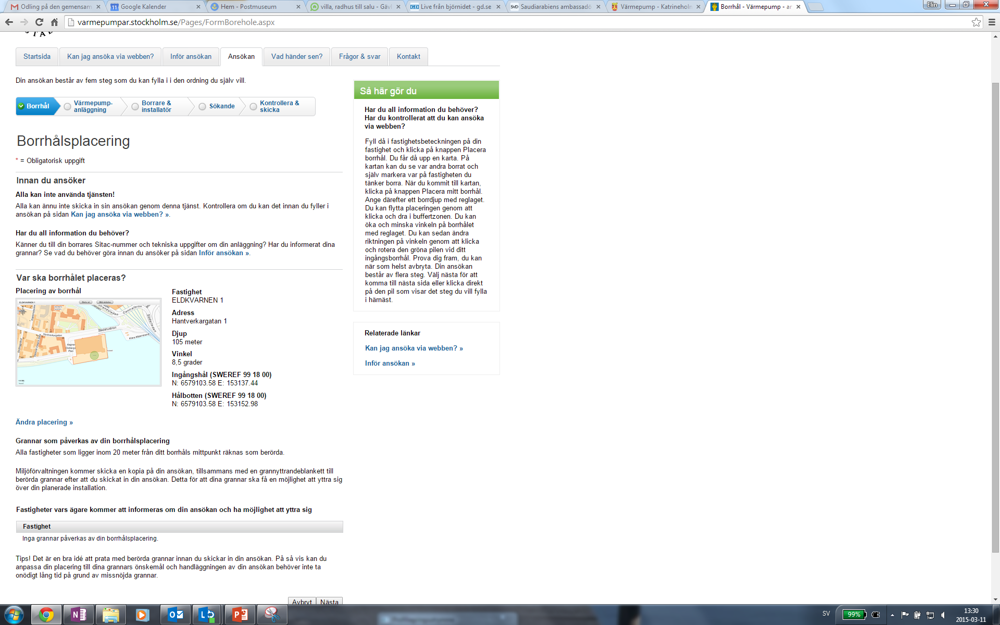 Odling på den gemensam
Google Kalender
Hem - Postmuseum
villa, radhus till salu - Gävl
Live från björnidet - gd.se
Saudiarabiens ambassadö
Värmepump - Katrineholm
Borrhål - Värmepump - an
Elin
varmepumpar.stockholm.se/Pages/FormBorehole.aspx
Startsida
Kan jag ansöka via webben?
Inför ansökan
Ansökan
Vad händer sen?
Frågor & svar
Kontakt
Din ansökan består av fem steg som du kan fylla i i den ordning du själv vill.
Borrhål
Värmepump-
anläggning
Borrare &
installatör
Sökande
Kontrollera &
skicka
Borrhålsplacering
* = Obligatorisk uppgift
Innan du ansöker
Alla kan inte använda tjänsten!
Alla kan ännu inte skicka in sin ansökan genom denna tjänst. Kontrollera om du kan det innan du fyller i
ansökan på sidan Kan jag ansöka via webben? ».
Har du all information du behöver?
Känner du till din borrares Sitac-nummer och tekniska uppgifter om din anläggning? Har du informerat dina
grannar? Se vad du behöver göra innan du ansöker på sidan Inför ansökan ».
Var ska borrhålet placeras?
Placering av borrhål
ELDKVARNEN 1
Centralbron
Söderleden
Stadshusbron
Klara Mälarstrand
Hantverkargatan
Ragnar
Östbergs
Plan
Fastighet
ELDKVARNEN 1
Adress
Hantverkargatan 1
Djup
105 meter
Vinkel
8,5 grader
Ingångshål (SWEREF 99 18 00)
N: 6579103.58 E: 153137.44
Hålbotten (SWEREF 99 18 00)
N: 6579103.58 E: 153152.98
Ändra placering »
Grannar som påverkas av din borrhålsplacering
Alla fastigheter som ligger inom 20 meter från ditt borrhåls mittpunkt räknas som berörda.
Miljöförvaltningen kommer skicka en kopia på din ansökan, tillsammans med en grannyttrandeblankett till
berörda grannar efter att du skickat in din ansökan. Detta för att dina grannar ska få en möjlighet att yttra sig
över din planerade installation.
Fastigheter vars ägare kommer att informeras om din ansökan och ha möjlighet att yttra sig
Fastighet
Inga grannar påverkas av din borrhålsplacering.
Tips! Det är en bra idé att prata med berörda grannar innan du skickar in din ansökan. På så vis kan du
anpassa din placering till dina grannars önskemål och handläggningen av din ansökan behöver inte ta
onödigt lång tid på grund av missnöjda grannar.
Avbryt
Nästa
Så här gör du
Har du all information du behöver?
Har du kontrollerat att du kan ansöka
via webben?
Fyll då i fastighetsbeteckningen på din
fastighet och klicka på knappen Placera
borrhål. Du får då upp en karta. På
kartan kan du se var andra borrat och
själv markera var på fastigheten du
tänker borra. När du kommit till kartan,
klicka på knappen Placera mitt borrhål.
Ange därefter ett borrdjup med reglaget.
Du kan flytta placeringen genom att
klicka och dra i buffertzonen. Du kan
öka och minska vinkeln på borrhålet
med reglaget. Du kan sedan ändra
riktningen på vinkeln genom att klicka
och rotera den gröna pilen vid ditt
ingångsborrhål. Prova dig fram, du kan
när som helst avbryta. Din ansökan
består av flera steg. Välj nästa för att
komma till nästa sida eller klicka direkt
på den pil som visar det steg du vill fylla
i härnäst.
Relaterade länkar
Kan jag ansöka via webben? »
Inför ansökan »
SV
99%
13:30
2015-03-11